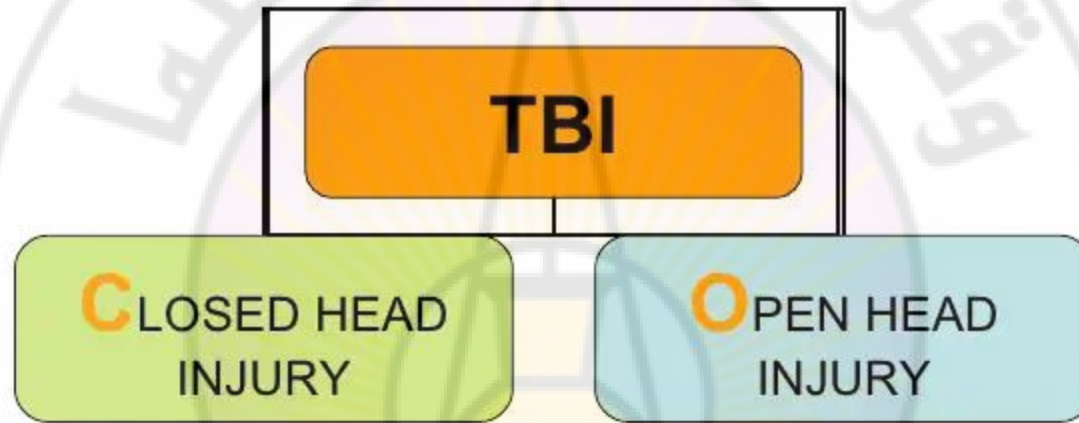 TBI
CLOSED HEAD
INJURY
OPEN HEAD
INJURY